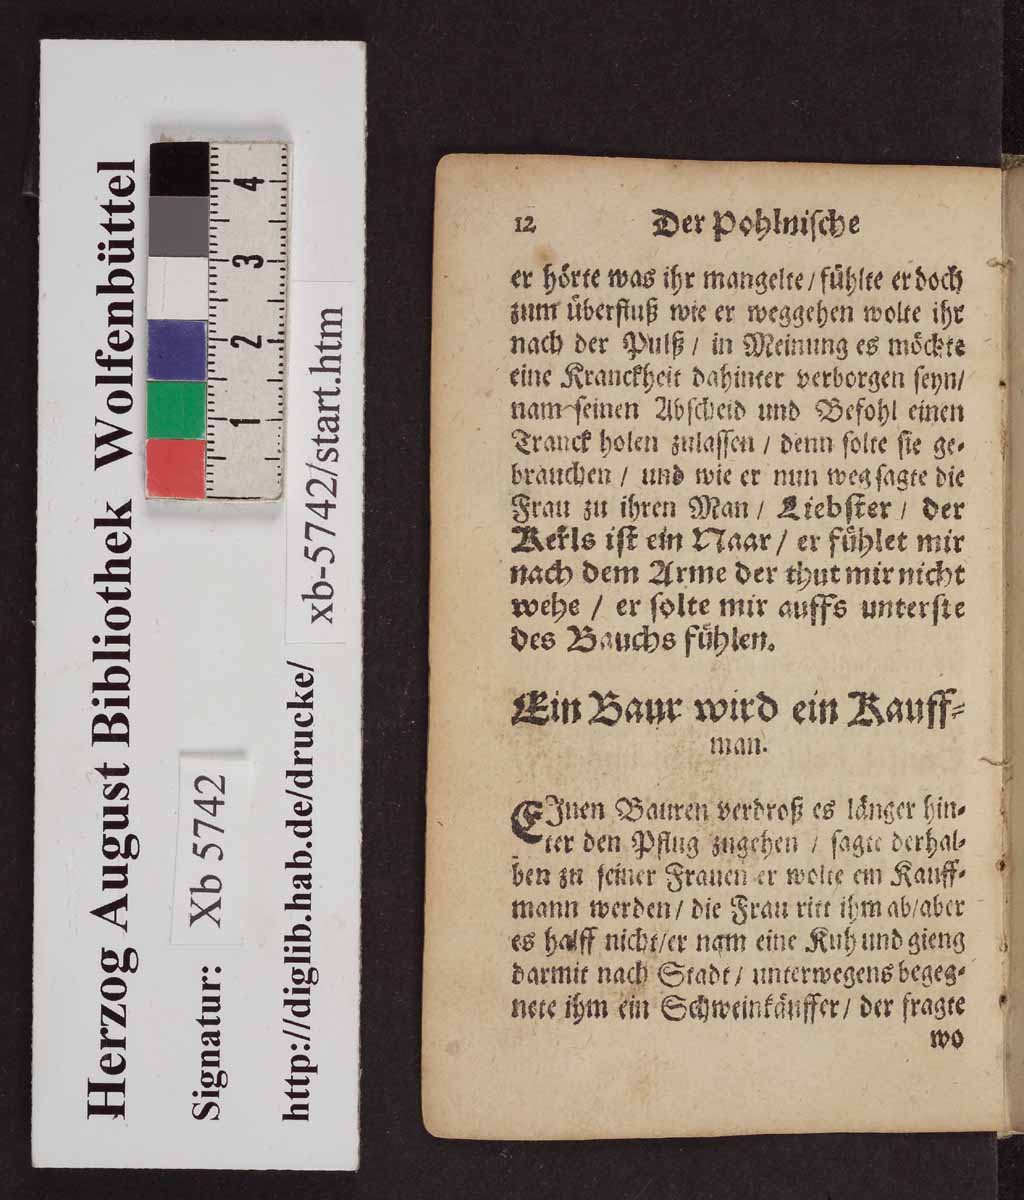 Herzog August Bibliothek Wolfenbüttel
Signatur: Xb 5742
http://diglib.hab.de/drucke/ xb-5742/start.htm
1 2 3 4
12 Der Pohlnische
er hörte was ihr mangelte / fühlte er doch
zum überfluß wie er weggehen wolte ihr
nach der Pulß / in Meinung es möchte
eine Kranckheit dahinter verborgen seyn /
nam seinen Abscheid und Befohl einen
Tranck holen zulassen / denn solte sie ge-
brauchen / und wie er nun weg sagte die
Frau zu ihren Man / Liebster / der
Kerls ist ein Naar / er fühlet mir
nach dem Arme der thut mir nicht
wehe / er solte mir auffs unterste
des Bauchs fühlen.
Ein Baur wird ein Kauff-
man.
EInen Bauren verdroß es länger hin-
ter den Pflug zugehen / sagte derhal-
ben zu seiner Frauen er wolte ein Kauff-
mann werden / die Frau ritt ihm ab / aber
es halff nicht / er nam eine Kuh und gieng
darmit nach Stadt / unterwegens begeg-
nete ihm ein Schweinkäuffer / der fragte
wo